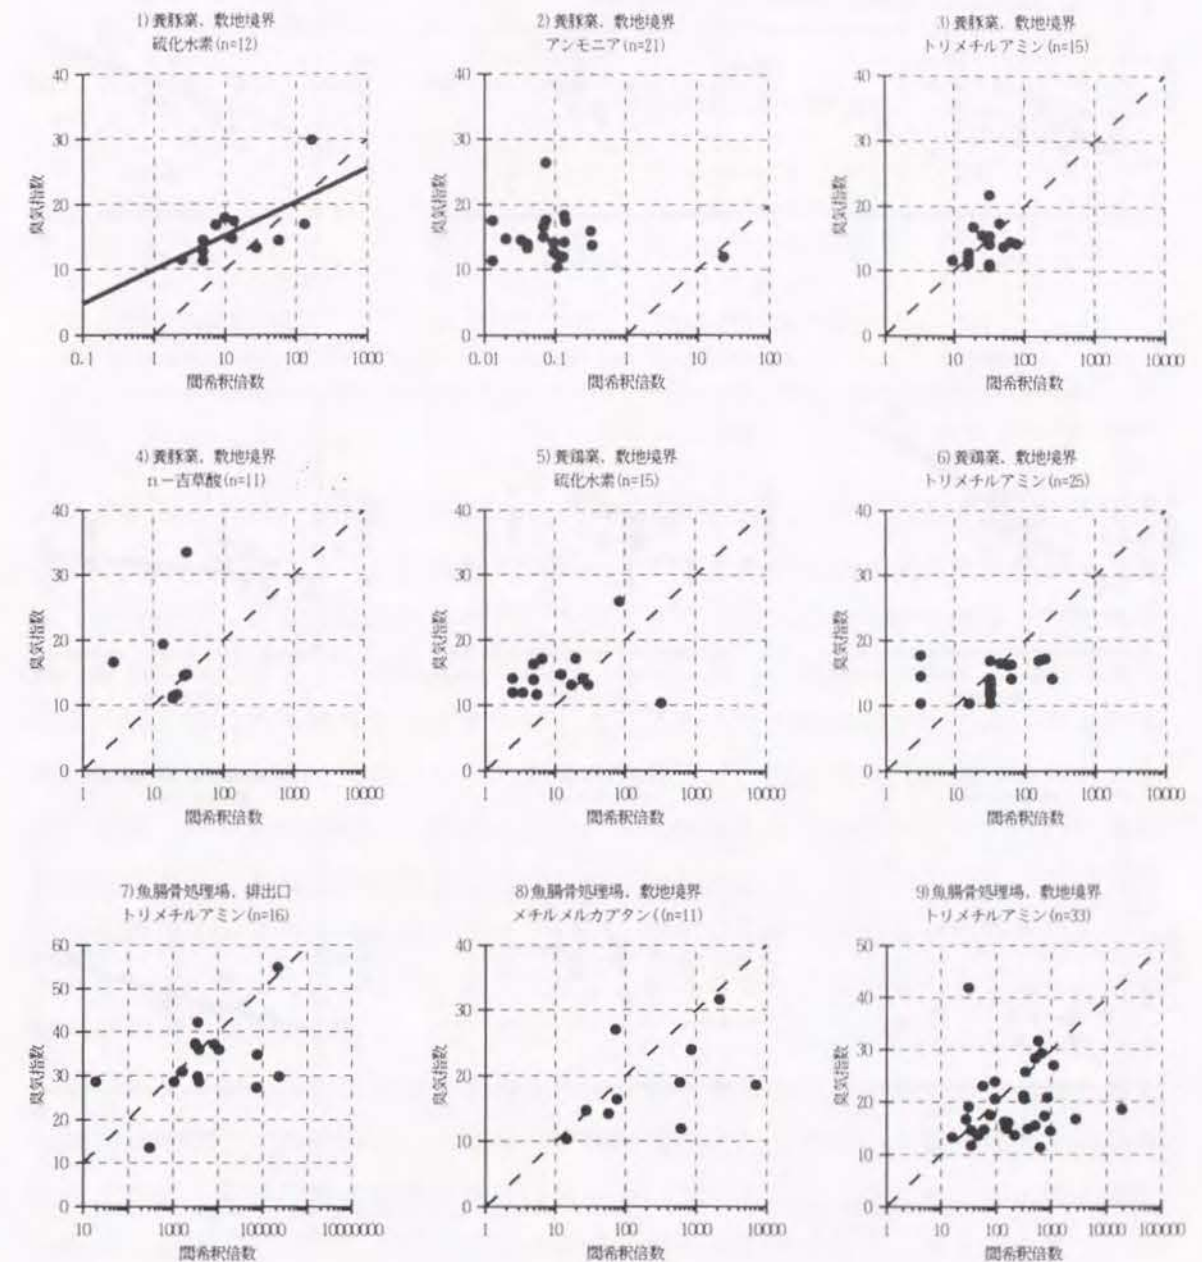 1)養豚業、敷地境界
硫化水素(n=12)
臭気指数
40
30
20
10
0
0.1 1 10 100 1000
閾希釈倍数
2)養豚業、敷地境界
アンモニア(n=21)
臭気指数
40
30
20
10
0
0.01 0.1 1 10 100
閾希釈倍数
3)養豚業、敷地境界
トリメチルアミン(n=15)
臭気指数
40
30
20
10
0
1 10 100 1000 10000
閾希釈倍数
4)養豚業、敷地境界
n－吉草酸(n=11)
臭気指数
40
30
20
10
0
1 10 100 1000 10000
閾希釈倍数
5)養鶏業、敷地境界
硫化水素(n=15)
臭気指数
40
30
20
10
0
1 10 100 1000 10000
閾希釈倍数
6)養鶏業、敷地境界
トリメチルアミン(n=25)
臭気指数
40
30
20
10
0
1 10 100 1000 10000
閾希釈倍数
7)魚腸骨処理場、排出口
トリメチルアミン(n=16)
臭気指数
60
50
40
30
20
10
0
10 1000 100000 10000000
閾希釈倍数
8)魚腸骨処理場、敷地境界
メチルメルカプタン((n=11)
臭気指数
40
30
20
10
0
1 10 100 1000 10000
閾希釈倍数
9)魚腸骨処理場、敷地境界
トリメチルアミン(n=33)
臭気指数
50
40
30
20
10
0
1 10 100 1000 10000 100000
閾希釈倍数